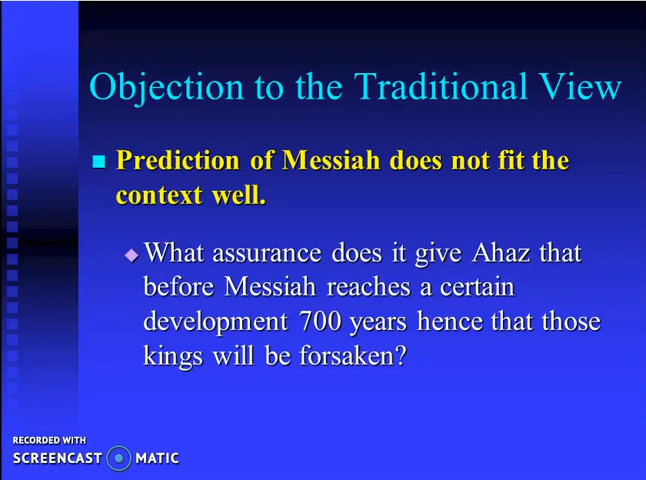 Objection to the Traditional View
Prediction of Messiah does not fit the
context well.
What assurance does it give Ahaz that
before Messiah reaches a certain
development 700 years hence that those
kings will be forsaken?
RECORDED WITH
SCREENCAST MATIC